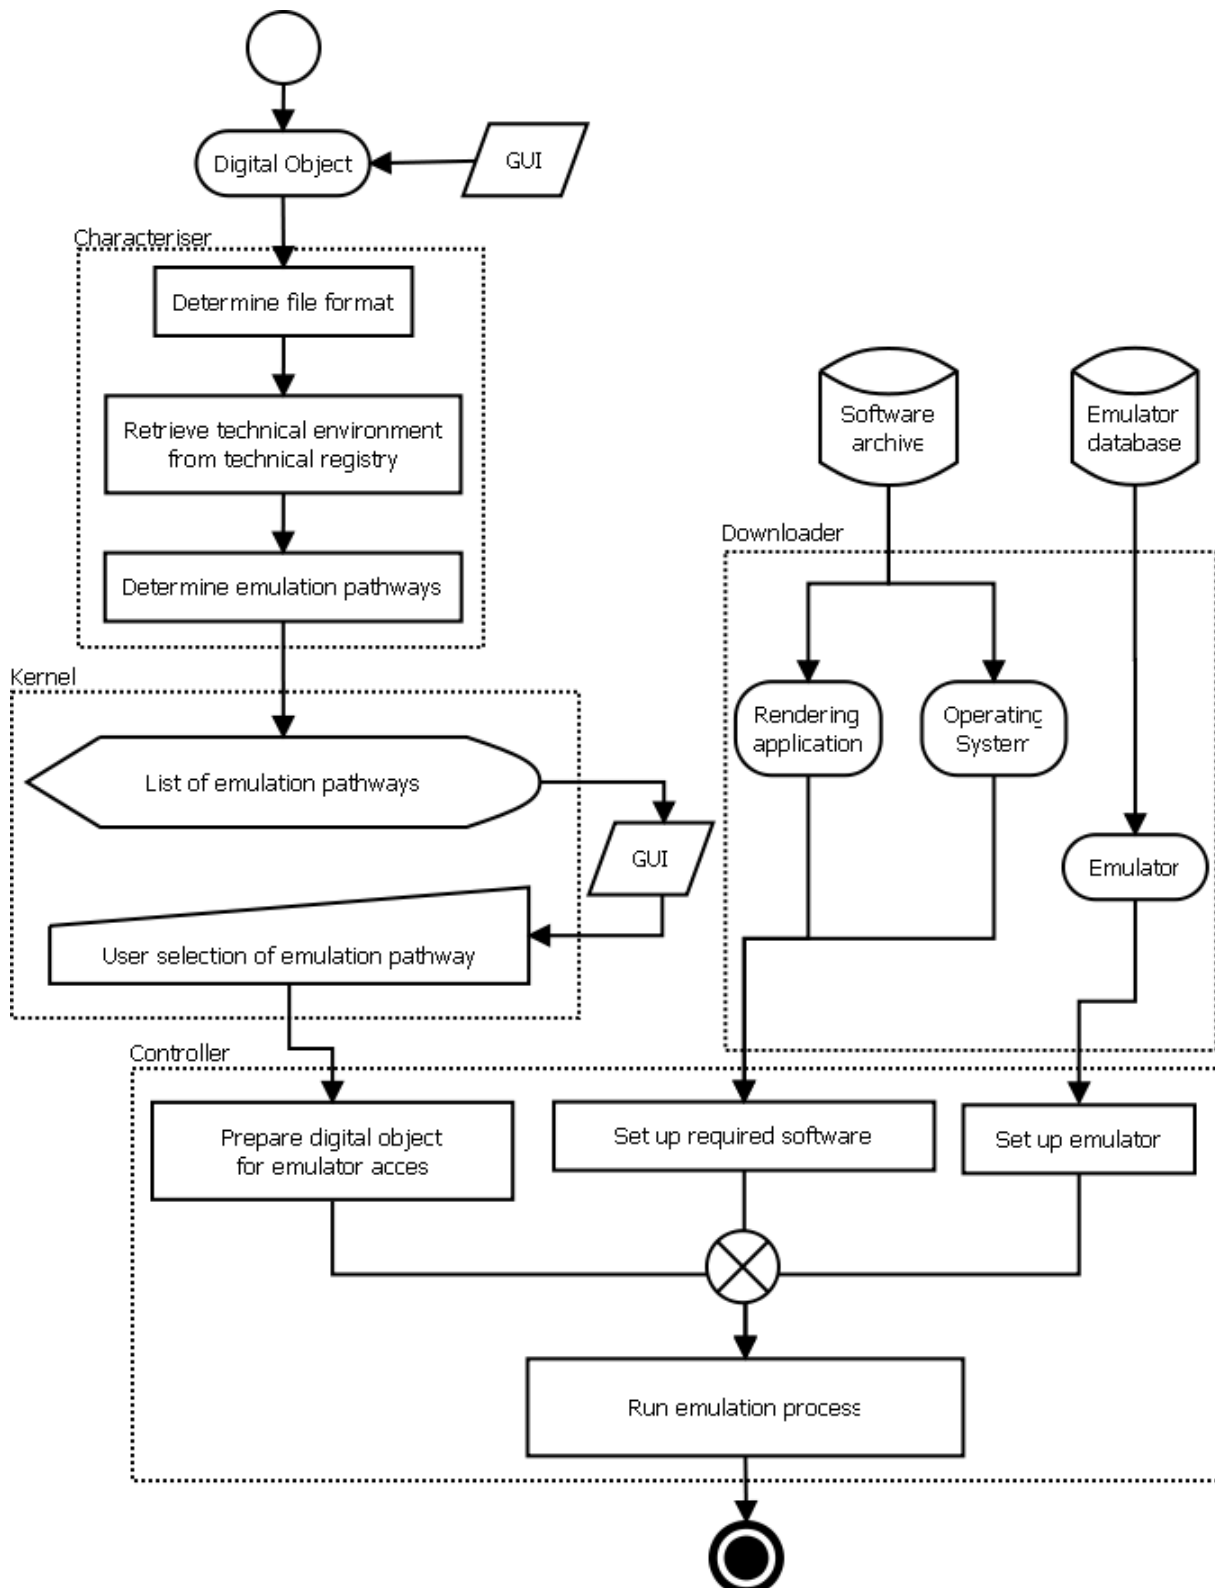 Digital Object
GUI
Characteriser
Determine file format
Retrieve technical environment
from technical registry
Determine emulation pathways
Software
archive
Emulator
database
Downloader
Rendering
application
Operating
System
Emulator
Kernel
List of emulation pathways
GUI
User selection of emulation pathway
Controller
Prepare digital object
for emulator acces
Set up required software
Set up emulator
Run emulation process